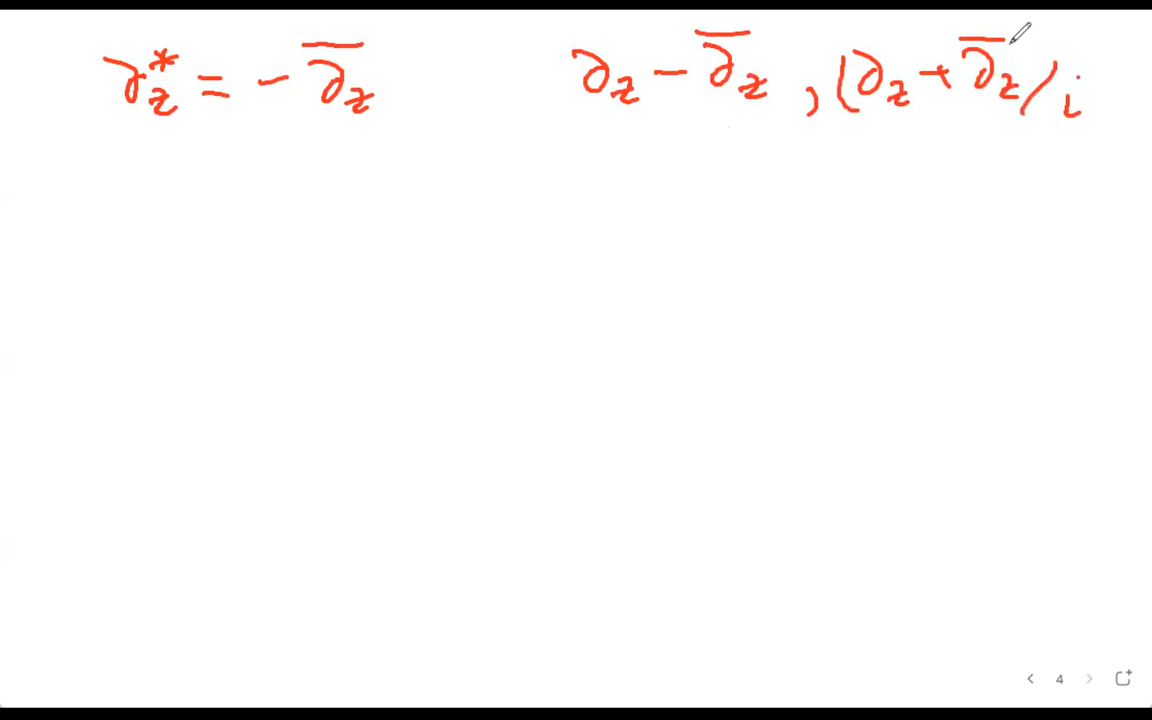 ∂_z^* = - \overline{∂_z}    ∂_z - \overline{∂_z} , (∂_z + \overline{∂_z} / i
4